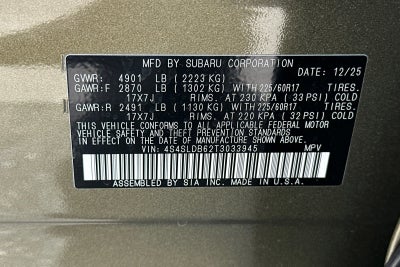 MFD BY SUBARU CORPORATION
GVWR: 4901 LB ( 2223 KG) DATE: 12/25
GAWR:F 2870 LB ( 1302 KG) WITH 225/60R17
17X7J RIMS. AT 230 KPA ( 33 PSI) COLD
GAWR:R 2491 LB ( 1130 KG) WITH 225/60R17
17X7J RIMS. AT 220 KPA ( 32 PSI) COLD
THIS VEHICLE CONFORMS TO ALL APPLICABLE FEDERAL MOTOR
VEHICLE SAFETY, BUMPER AND THEFT PREVENTION STANDARDS
IN EFFECT ON THE DATE OF MANUFACTURE SHOWN ABOVE.
VIN: 4S4SLDB62T3033945 MPV
ASSEMBLED BY SIA INC. MADE IN U.S.A.